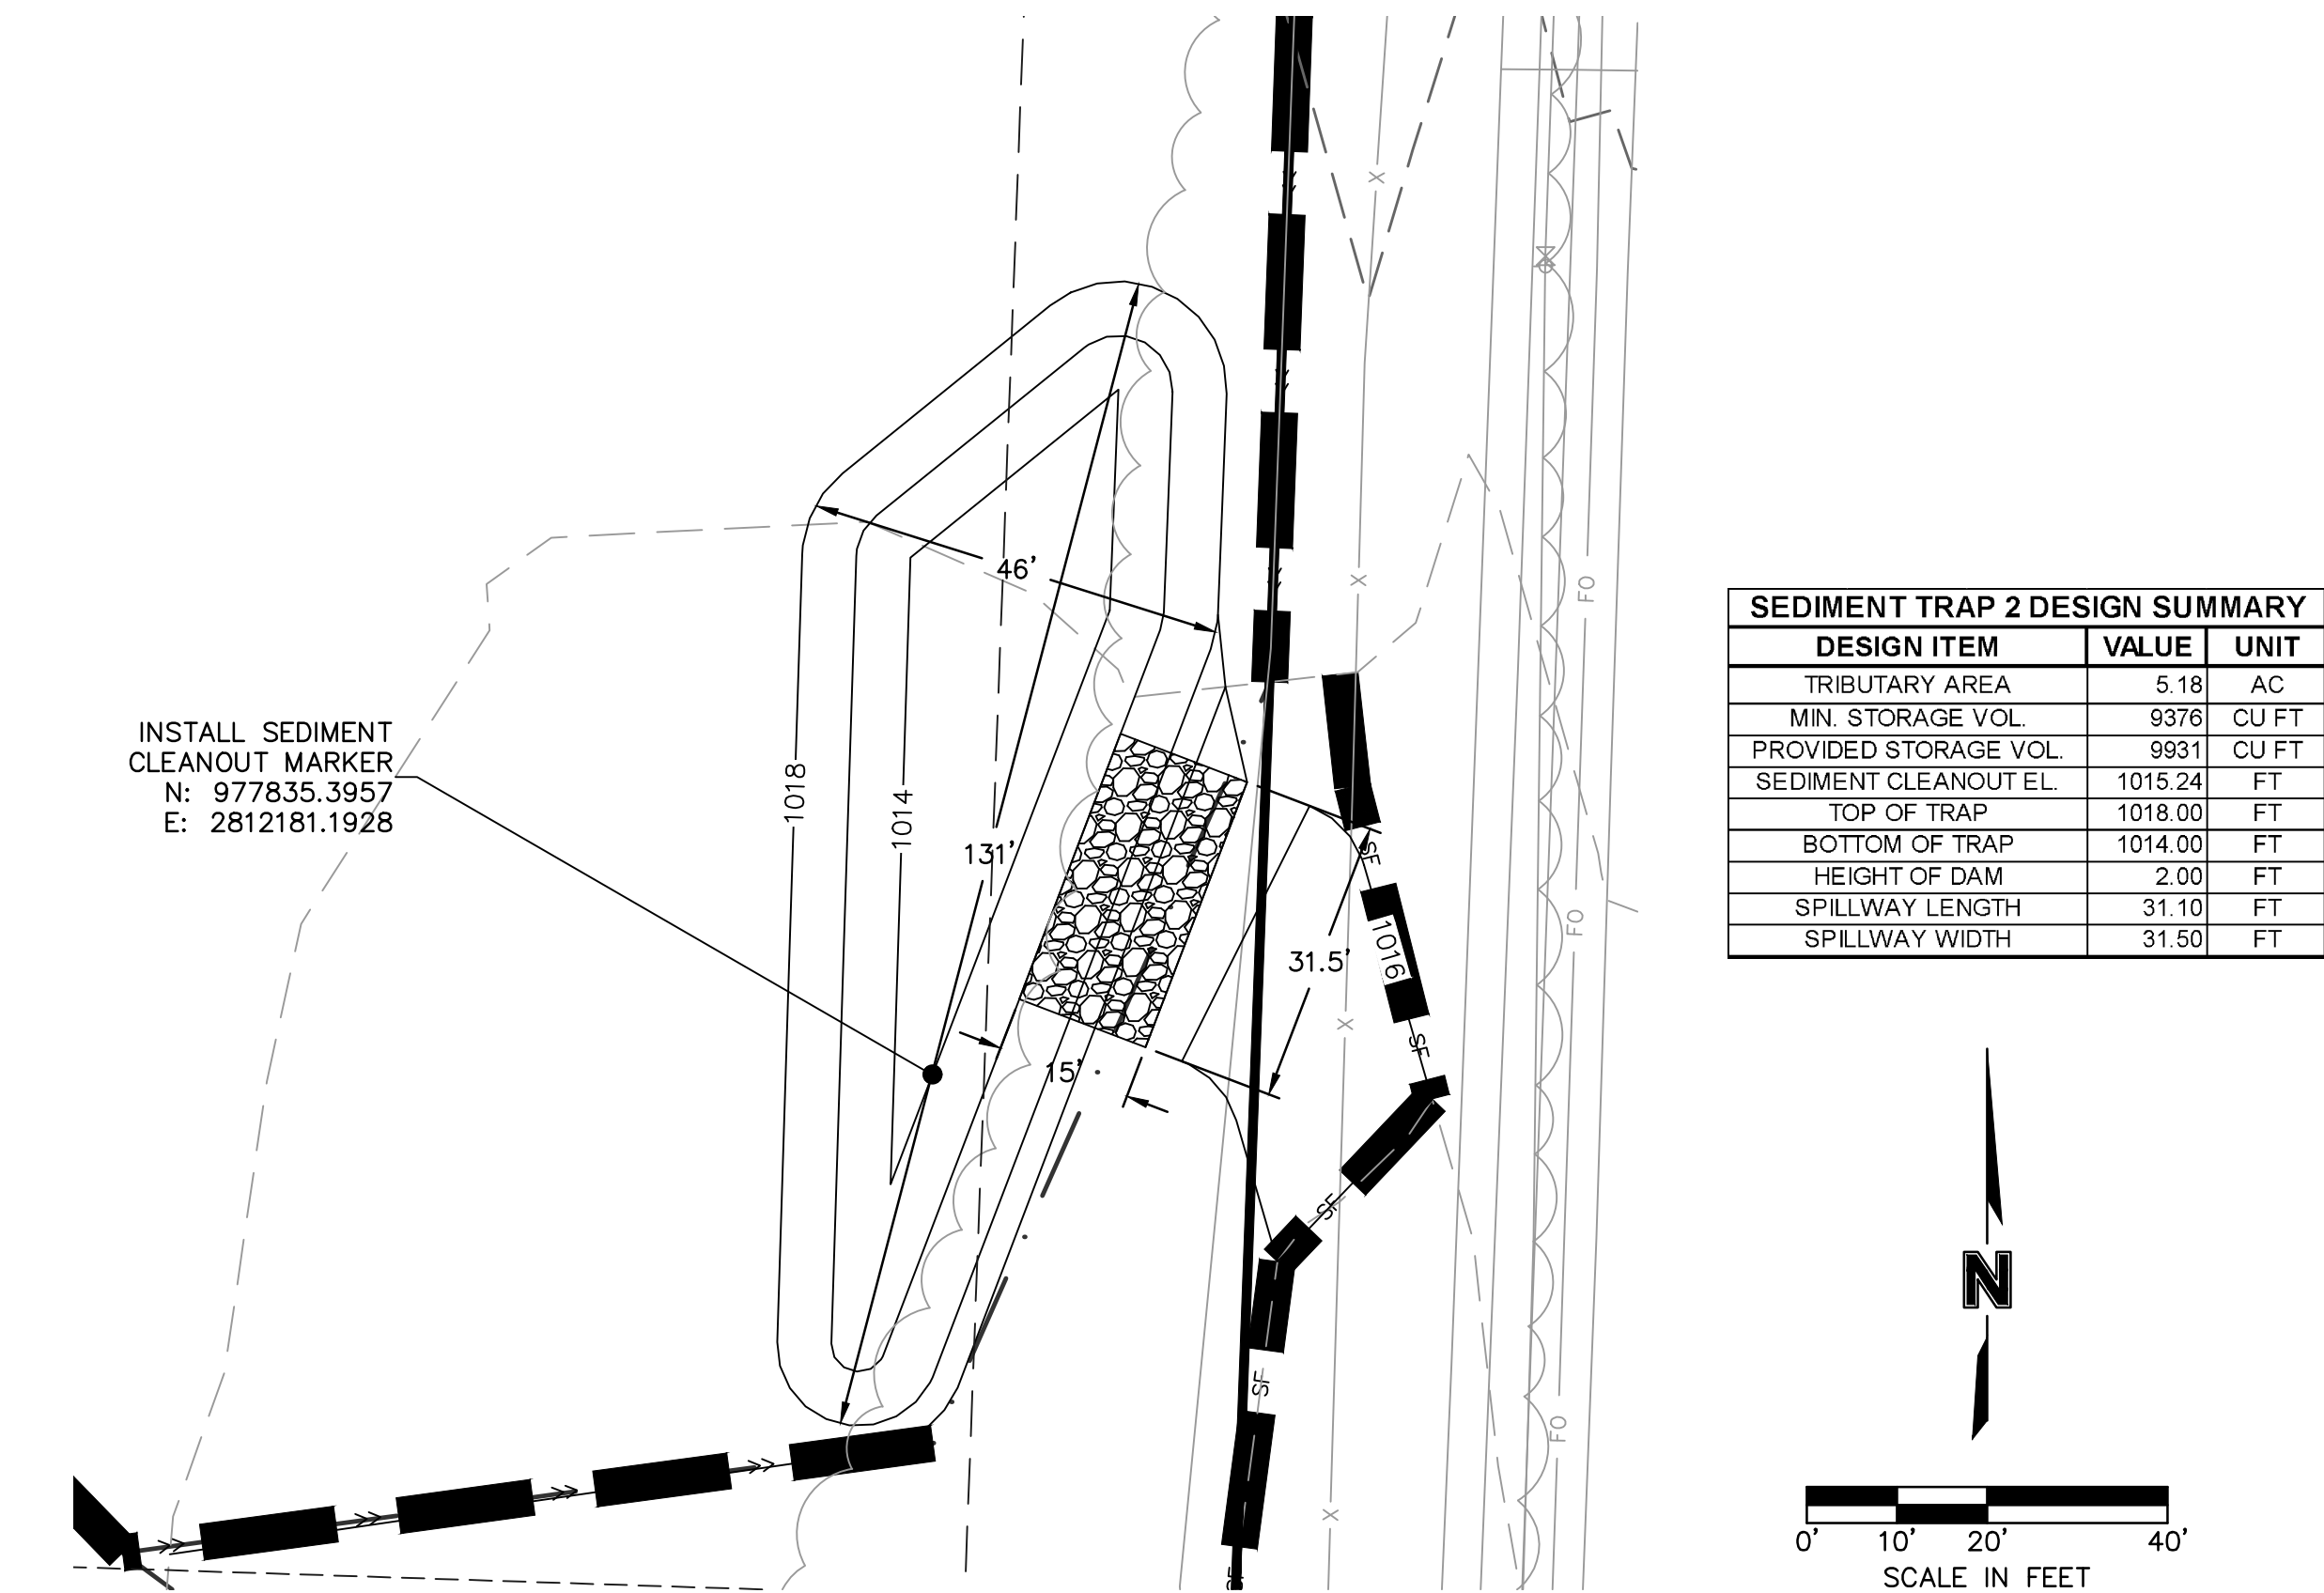 46'
INSTALL SEDIMENT
CLEANOUT MARKER
N: 977835.3957
E: 2812181.1928
1018
1014
131'
15'
31.5'
1016
SF
SF
SF
SF
SF
X
X
X
X
FO
FO
FO
SEDIMENT TRAP 2 DESIGN SUMMARY
DESIGN ITEM VALUE UNIT
TRIBUTARY AREA 5.18 AC
MIN. STORAGE VOL. 9376 CU FT
PROVIDED STORAGE VOL. 9931 CU FT
SEDIMENT CLEANOUT EL. 1015.24 FT
TOP OF TRAP 1018.00 FT
BOTTOM OF TRAP 1014.00 FT
HEIGHT OF DAM 2.00 FT
SPILLWAY LENGTH 31.10 FT
SPILLWAY WIDTH 31.50 FT
N
0' 10' 20' 40'
SCALE IN FEET